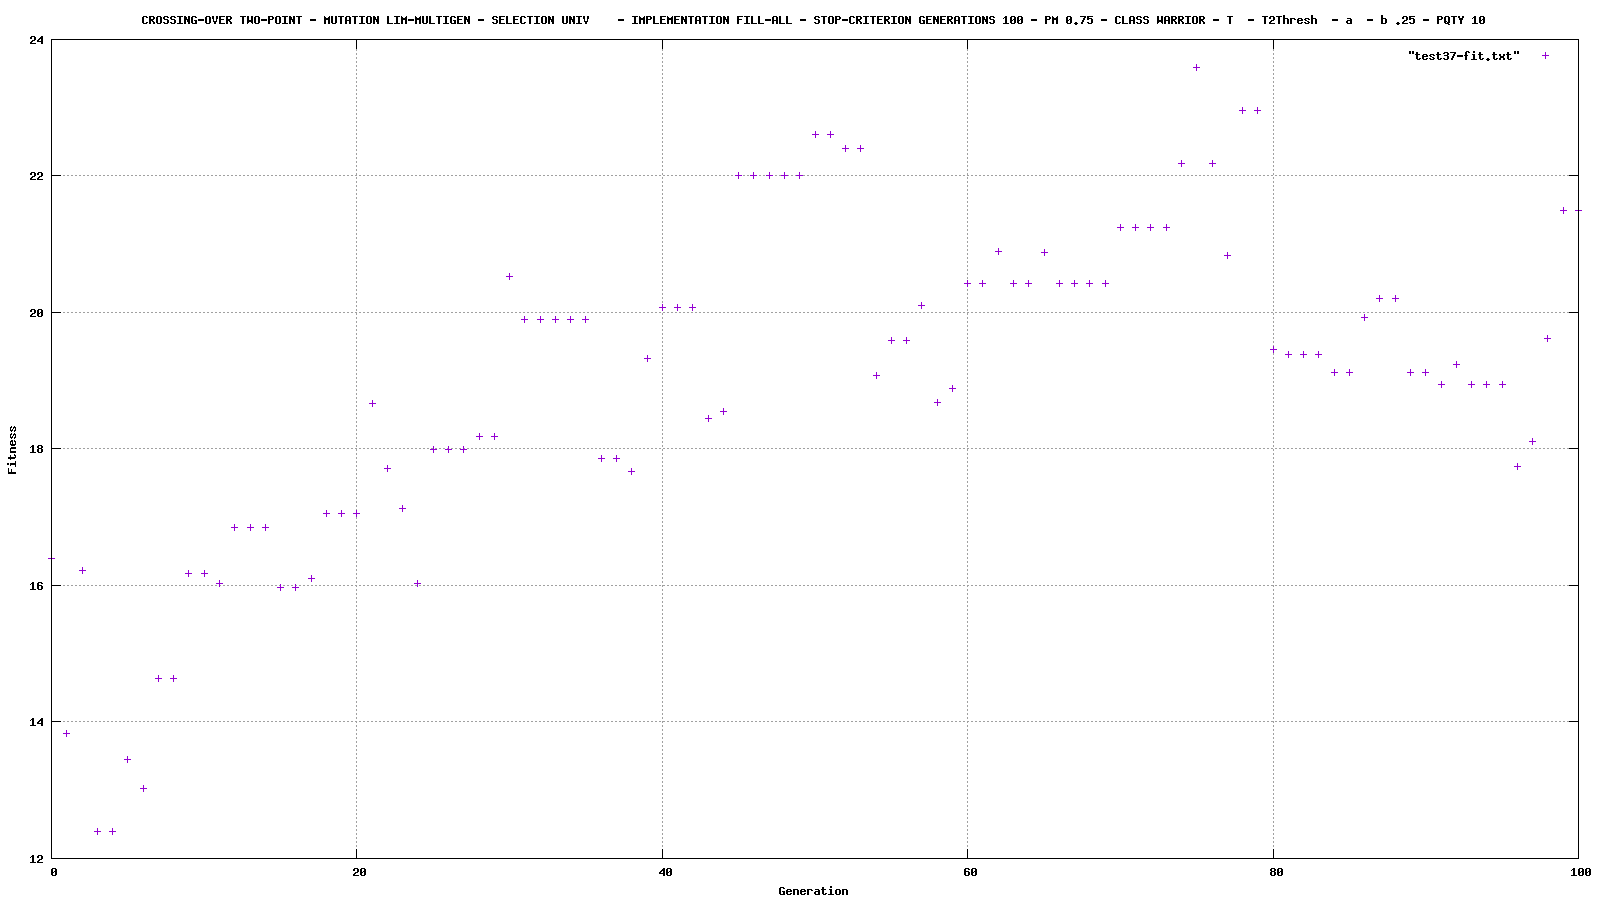 CROSSING-OVER TWO-POINT - MUTATION LIM-MULTIGEN - SELECTION UNIV    - IMPLEMENTATION FILL-ALL - STOP-CRITERION GENERATIONS 100 - PM 0.75 - CLASS WARRIOR - T  - T2Thresh  - a  - b .25 - PQTY 10
24
"test37-fit.txt"
22
20
18
Fitness
16
14
12
0 20 40 60 80 100
Generation